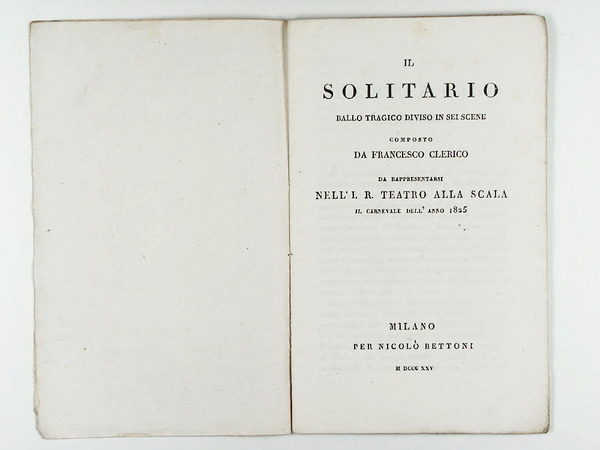 IL
SOLITARIO
BALLO TRAGICO DIVISO IN SEI SCENE
COMPOSTO
DA FRANCESCO CLERICO
DA RAPPRESENTARSI
NELL' I. R. TEATRO ALLA SCALA
IL CARNEVALE DELL' ANNO 1825
MILANO
PER NICOLÒ BETTONI
M DCCC XXV